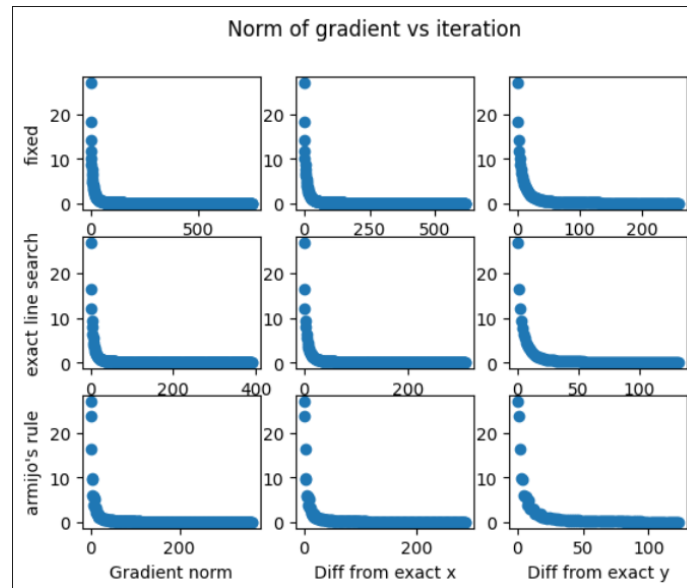 Norm of gradient vs iteration
fixed
20
10
0
0 500
20
10
0
0 250 500
20
10
0
0 100 200
exact line search
20
10
0
0 200 400
20
10
0
0 200
20
10
0
0 50 100
armijo's rule
20
10
0
0 200
Gradient norm
20
10
0
0 200
Diff from exact x
20
10
0
0 50 100
Diff from exact y